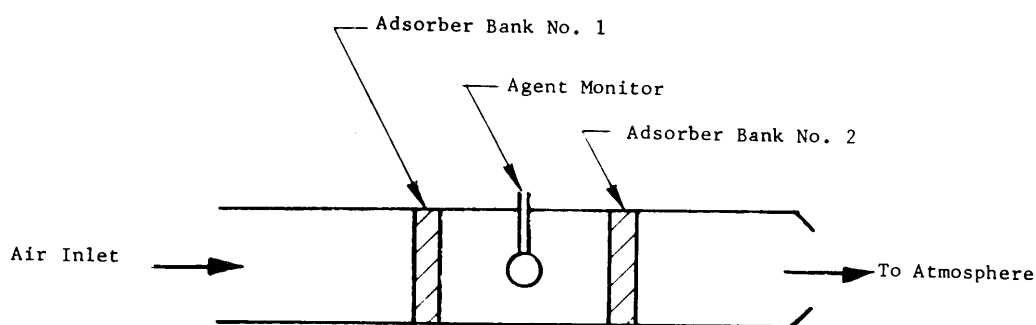 Adsorber Bank No. 1
Agent Monitor
Adsorber Bank No. 2
Air Inlet
To Atmosphere